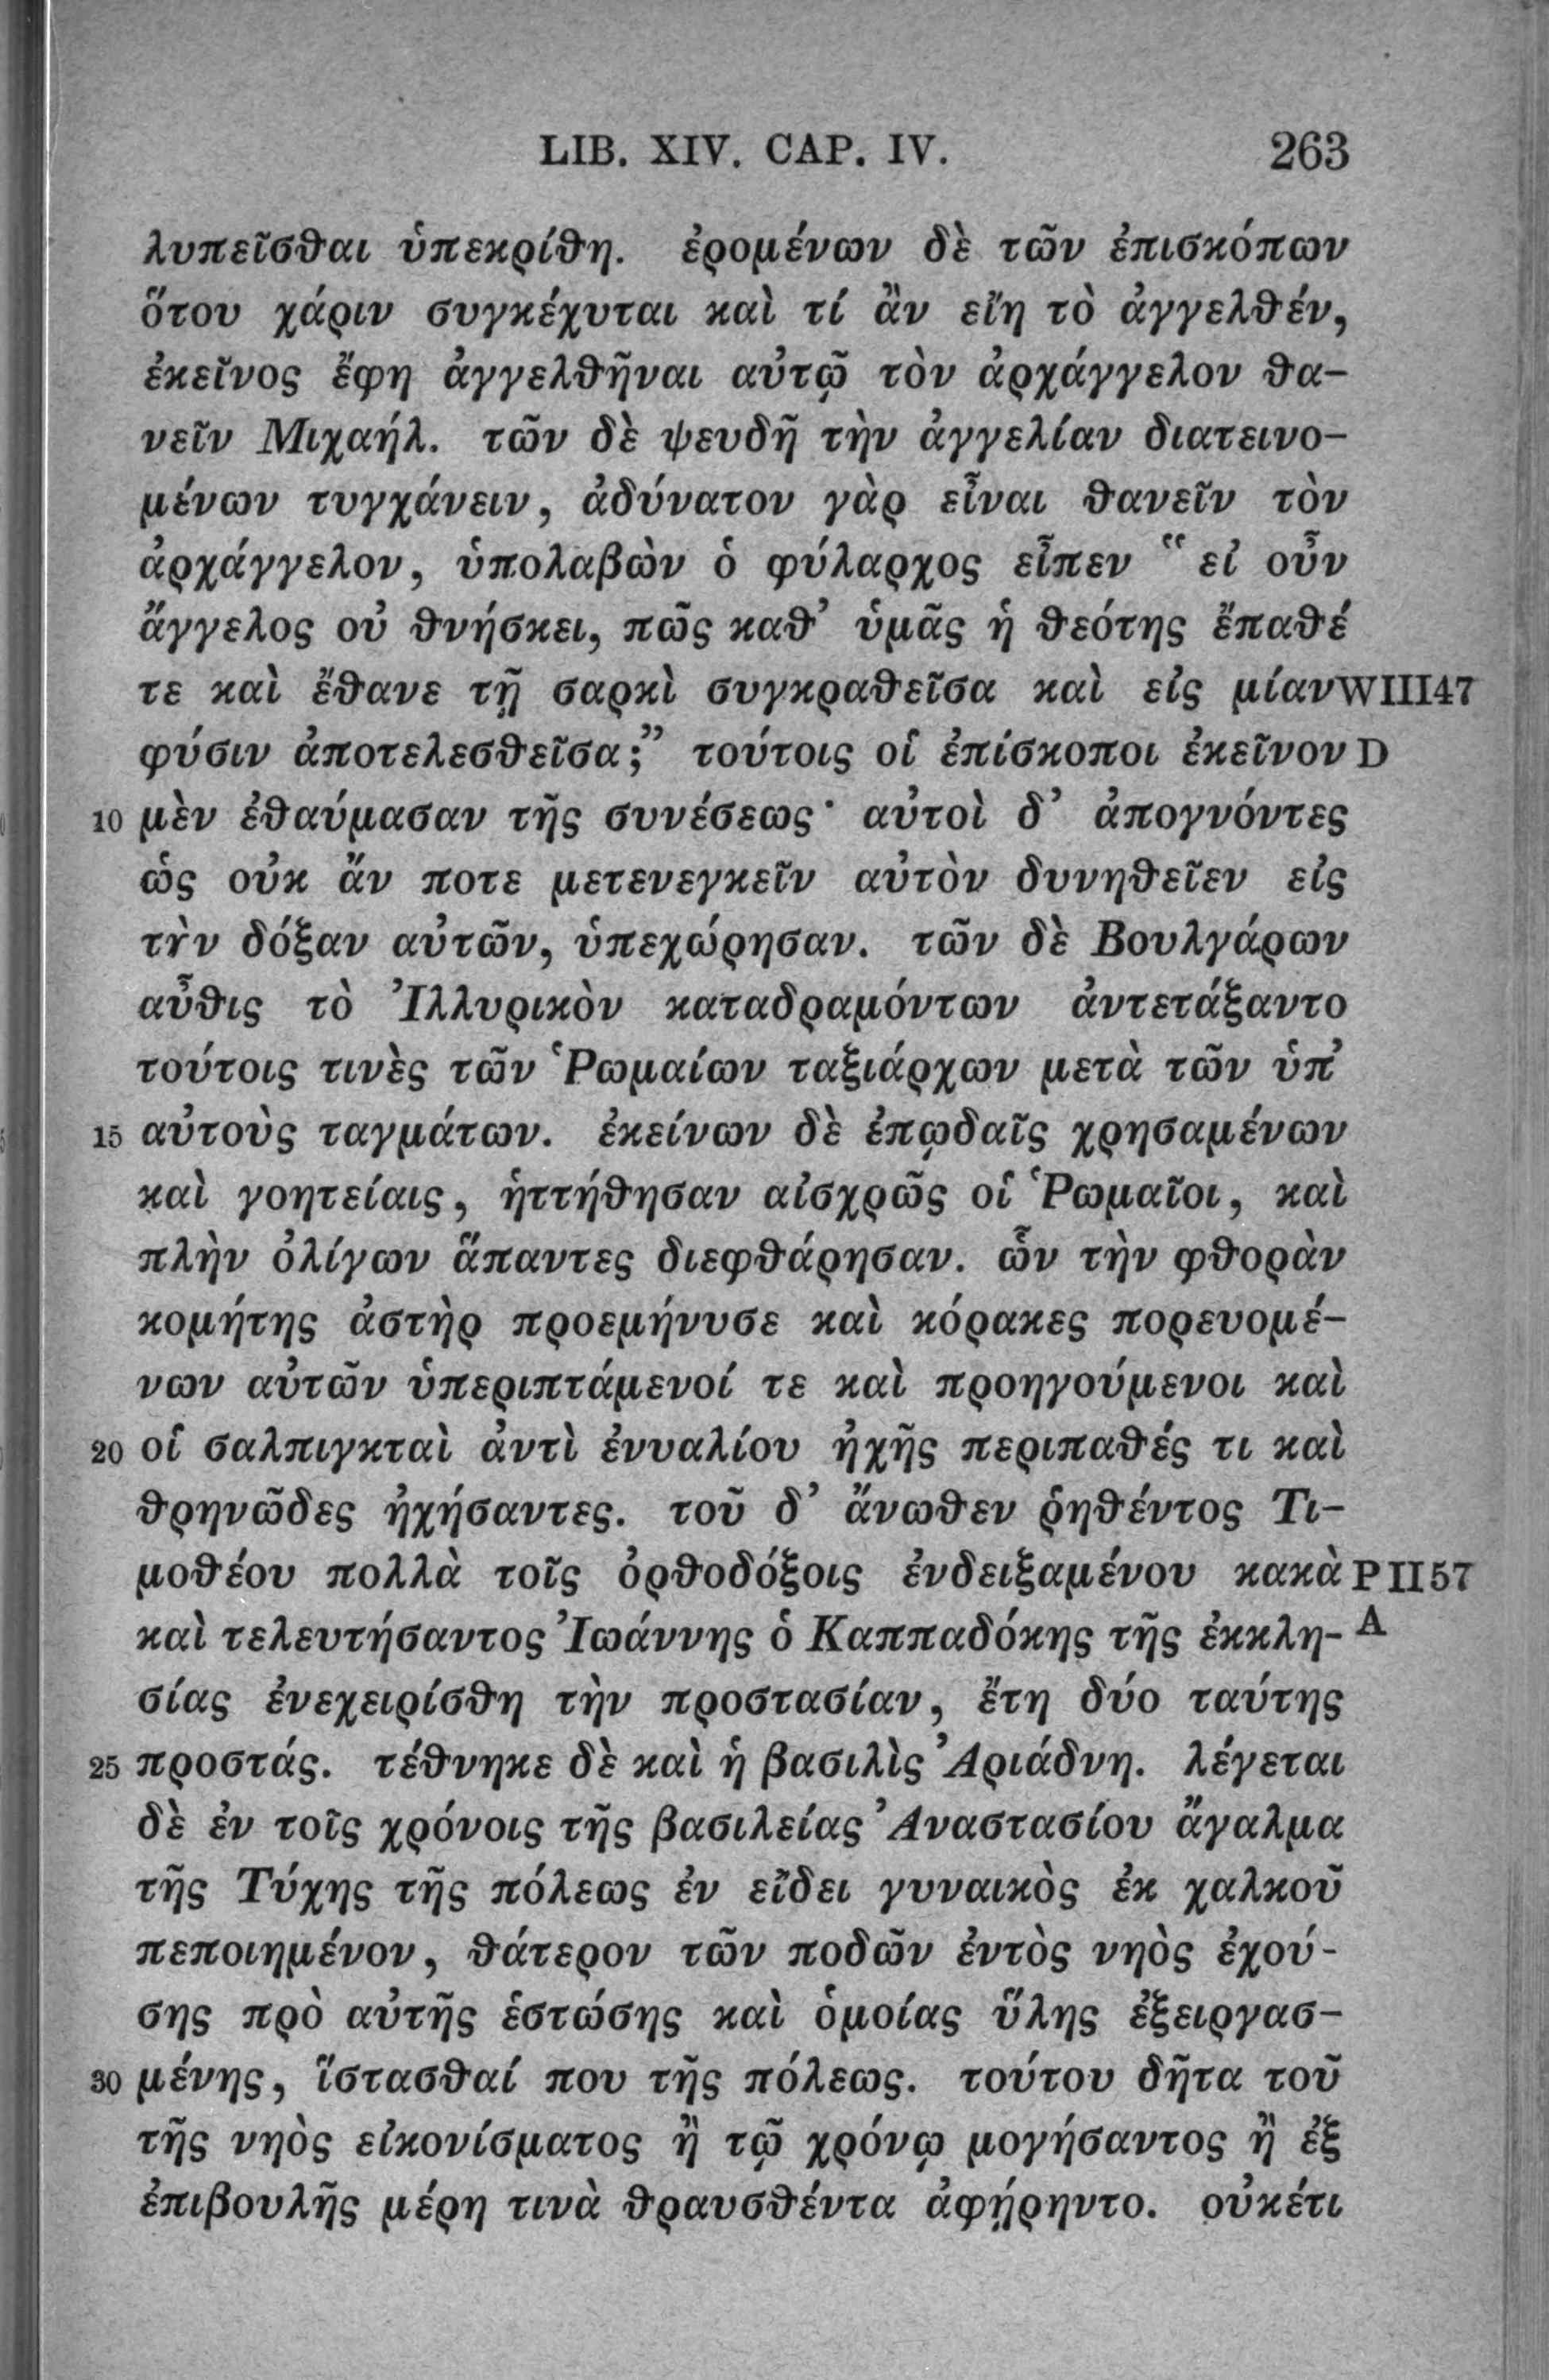 LIB. XIV. CAP. IV. 263
λυπεῖσθαι ὑπεκρίθη. ἐρομένων δὲ τῶν ἐπισκόπων
ὅτου χάριν συγκέχυται καὶ τί ἂν εἴη τὸ ἀγγελθέν,
ἐκεῖνος ἔφη ἀγγελθῆναι αὐτῷ τὸν ἀρχάγγελον θα-
νεῖν Μιχαήλ. τῶν δὲ ψευδῆ τὴν ἀγγελίαν διατεινο-
μένων τυγχάνειν, ἀδύνατον γὰρ εἶναι θανεῖν τὸν
ἀρχάγγελον, ὑπολαβὼν ὁ φύλαρχος εἶπεν “εἰ οὖν
ἄγγελος οὐ θνήσκει, πῶς καθ’ ὑμᾶς ἡ θεότης ἔπαθέ
τε καὶ ἔθανε τῇ σαρκὶ συγκραθεῖσα καὶ εἰς μίαν WIII47
φύσιν ἀποτελεσθεῖσα;” τούτοις οἱ ἐπίσκοποι ἐκεῖνον D
10 μὲν ἐθαύμασαν τῆς συνέσεως· αὐτοὶ δ’ ἀπογνόντες
ὡς οὐκ ἄν ποτε μετενεγκεῖν αὐτὸν δυνηθεῖεν εἰς
τὴν δόξαν αὐτῶν, ὑπεχώρησαν. τῶν δὲ Βουλγάρων
αὖθις τὸ Ἰλλυρικὸν καταδραμόντων ἀντετάξαντο
τούτοις τινὲς τῶν Ῥωμαίων ταξιάρχων μετὰ τῶν ὑπ’
15 αὐτοὺς ταγμάτων. ἐκείνων δὲ ἐπῳδαῖς χρησαμένων
καὶ γοητείαις, ἡττήθησαν αἰσχρῶς οἱ Ῥωμαῖοι, καὶ
πλὴν ὀλίγων ἅπαντες διεφθάρησαν. ὧν τὴν φθορὰν
κομήτης ἀστὴρ προεμήνυσε καὶ κόρακες πορευομέ-
νων αὐτῶν ὑπεριπτάμενοί τε καὶ προηγούμενοι καὶ
20 οἱ σαλπιγκταὶ ἀντὶ ἐνυαλίου ἠχῆς περιπαθές τι καὶ
θρηνῶδες ἠχήσαντες. τοῦ δ’ ἄνωθεν ῥηθέντος Τι-
μοθέου πολλὰ τοῖς ὀρθοδόξοις ἐνδειξαμένου κακὰ P II 57
καὶ τελευτήσαντος Ἰωάννης ὁ Καππαδόκης τῆς ἐκκλη- A
σίας ἐνεχειρίσθη τὴν προστασίαν, ἔτη δύο ταύτης
25 προστάς. τέθνηκε δὲ καὶ ἡ βασιλὶς Ἀριάδνη. λέγεται
δὲ ἐν τοῖς χρόνοις τῆς βασιλείας Ἀναστασίου ἄγαλμα
τῆς Τύχης τῆς πόλεως ἐν εἴδει γυναικὸς ἐκ χαλκοῦ
πεποιημένον, θάτερον τῶν ποδῶν ἐντὸς νηὸς ἐχού-
σης πρὸ αὐτῆς ἑστώσης καὶ ὁμοίας ὕλης ἐξειργασ-
30 μένης, ἵστασθαί που τῆς πόλεως. τούτου δῆτα τοῦ
τῆς νηὸς εἰκονίσματος ἢ τῷ χρόνῳ μογήσαντος ἢ ἐξ
ἐπιβουλῆς μέρη τινὰ θραυσθέντα ἀφῄρηντο. οὐκέτι